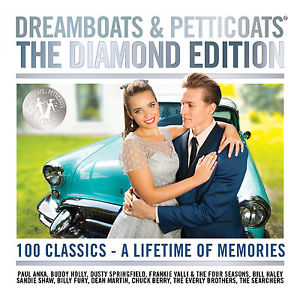 DREAMBOATS & PETTICOATS®
THE DIAMOND EDITION
100 CLASSICS - A LIFETIME OF MEMORIES
PAUL ANKA, BUDDY HOLLY, DUSTY SPRINGFIELD, FRANKIE VALLI & THE FOUR SEASONS, BILL HALEY
SANDIE SHAW, BILLY FURY, DEAN MARTIN, CHUCK BERRY, THE EVERLY BROTHERS, THE SEARCHERS